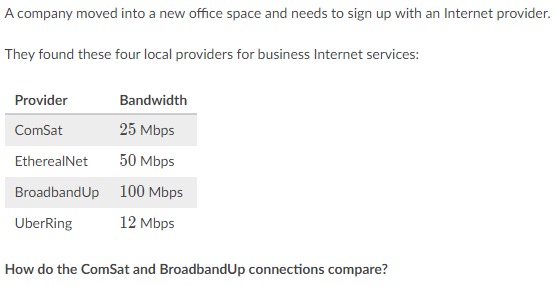 A company moved into a new office space and needs to sign up with an Internet provider.
They found these four local providers for business Internet services:
Provider Bandwidth
ComSat 25 Mbps
EtherealNet 50 Mbps
BroadbandUp 100 Mbps
UberRing 12 Mbps
How do the ComSat and BroadbandUp connections compare?